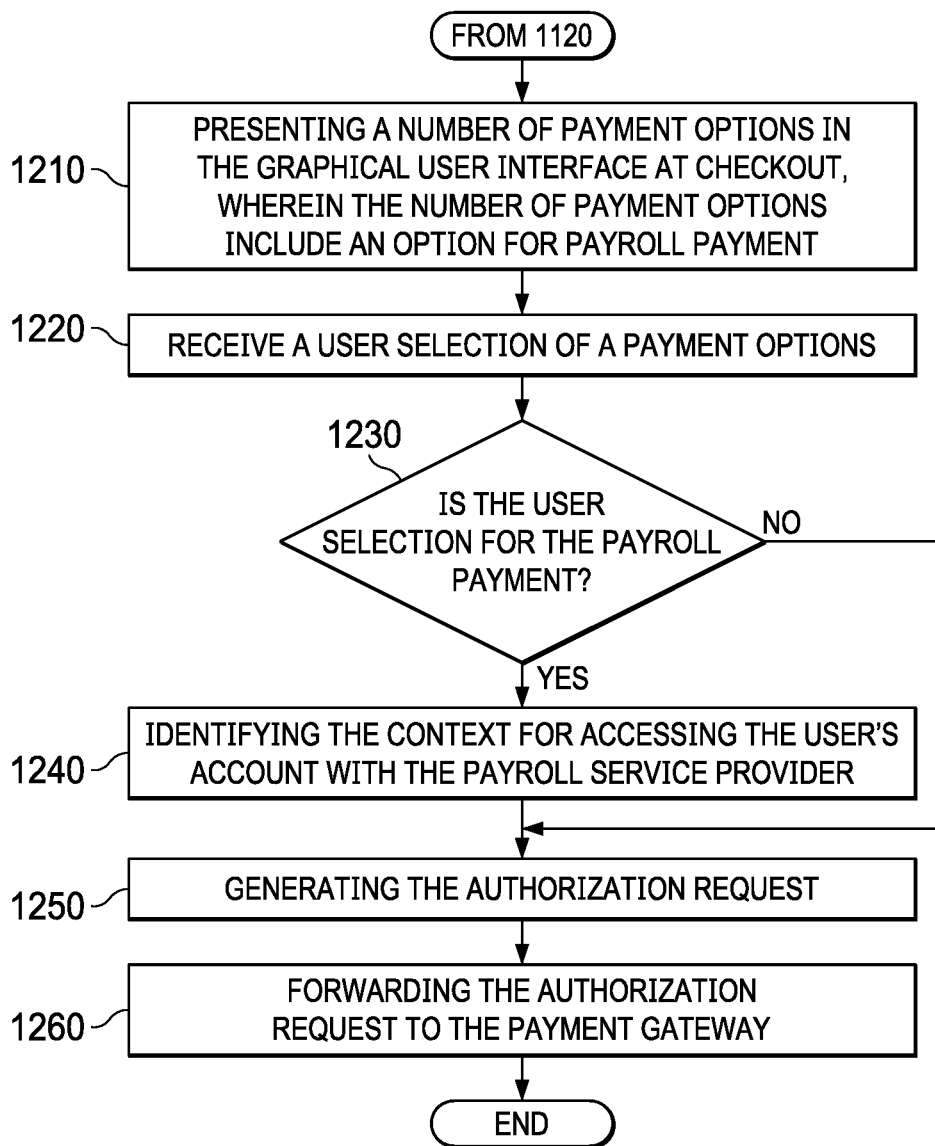 FROM 1120
1210
PRESENTING A NUMBER OF PAYMENT OPTIONS IN
THE GRAPHICAL USER INTERFACE AT CHECKOUT,
WHEREIN THE NUMBER OF PAYMENT OPTIONS
INCLUDE AN OPTION FOR PAYROLL PAYMENT
1220
RECEIVE A USER SELECTION OF A PAYMENT OPTIONS
1230
IS THE USER
SELECTION FOR THE PAYROLL
PAYMENT?
NO
YES
1240
IDENTIFYING THE CONTEXT FOR ACCESSING THE USER'S
ACCOUNT WITH THE PAYROLL SERVICE PROVIDER
1250
GENERATING THE AUTHORIZATION REQUEST
1260
FORWARDING THE AUTHORIZATION
REQUEST TO THE PAYMENT GATEWAY
END